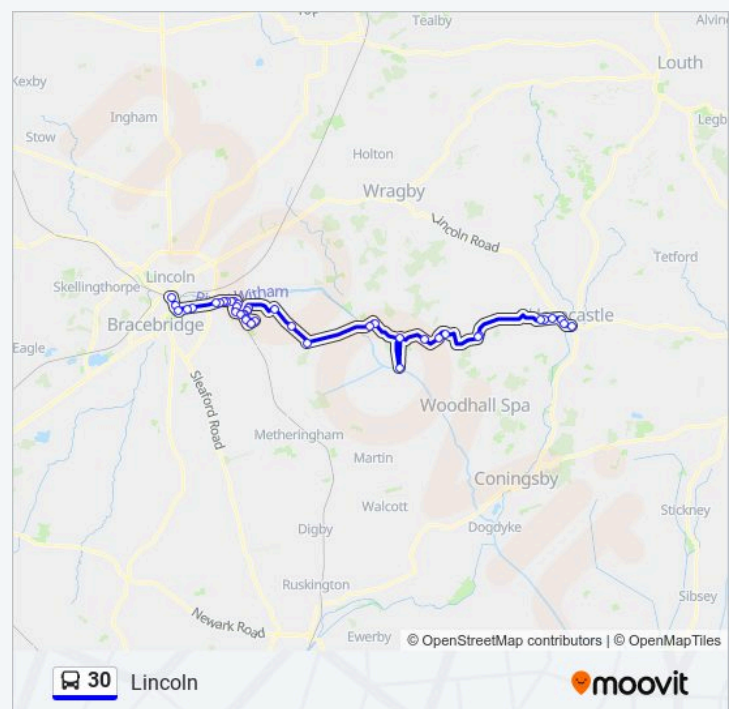 Tealby
Alvin
Louth
Kexby
Ingham
Legb
Stow
Holton
Wragby
Lincoln Road
Tetford
Lincoln
Skellingthorpe
Witham
Bracebridge
castle
Eagle
Sleaford Road
Woodhall Spa
Metheringham
Martin
Coningsby
Walcott
Stickney
Digby
Dogdyke
Ruskington
Sibsey
Newark Road
Ewerby
© OpenStreetMap contributors | © OpenMapTiles
30 Lincoln
moovit